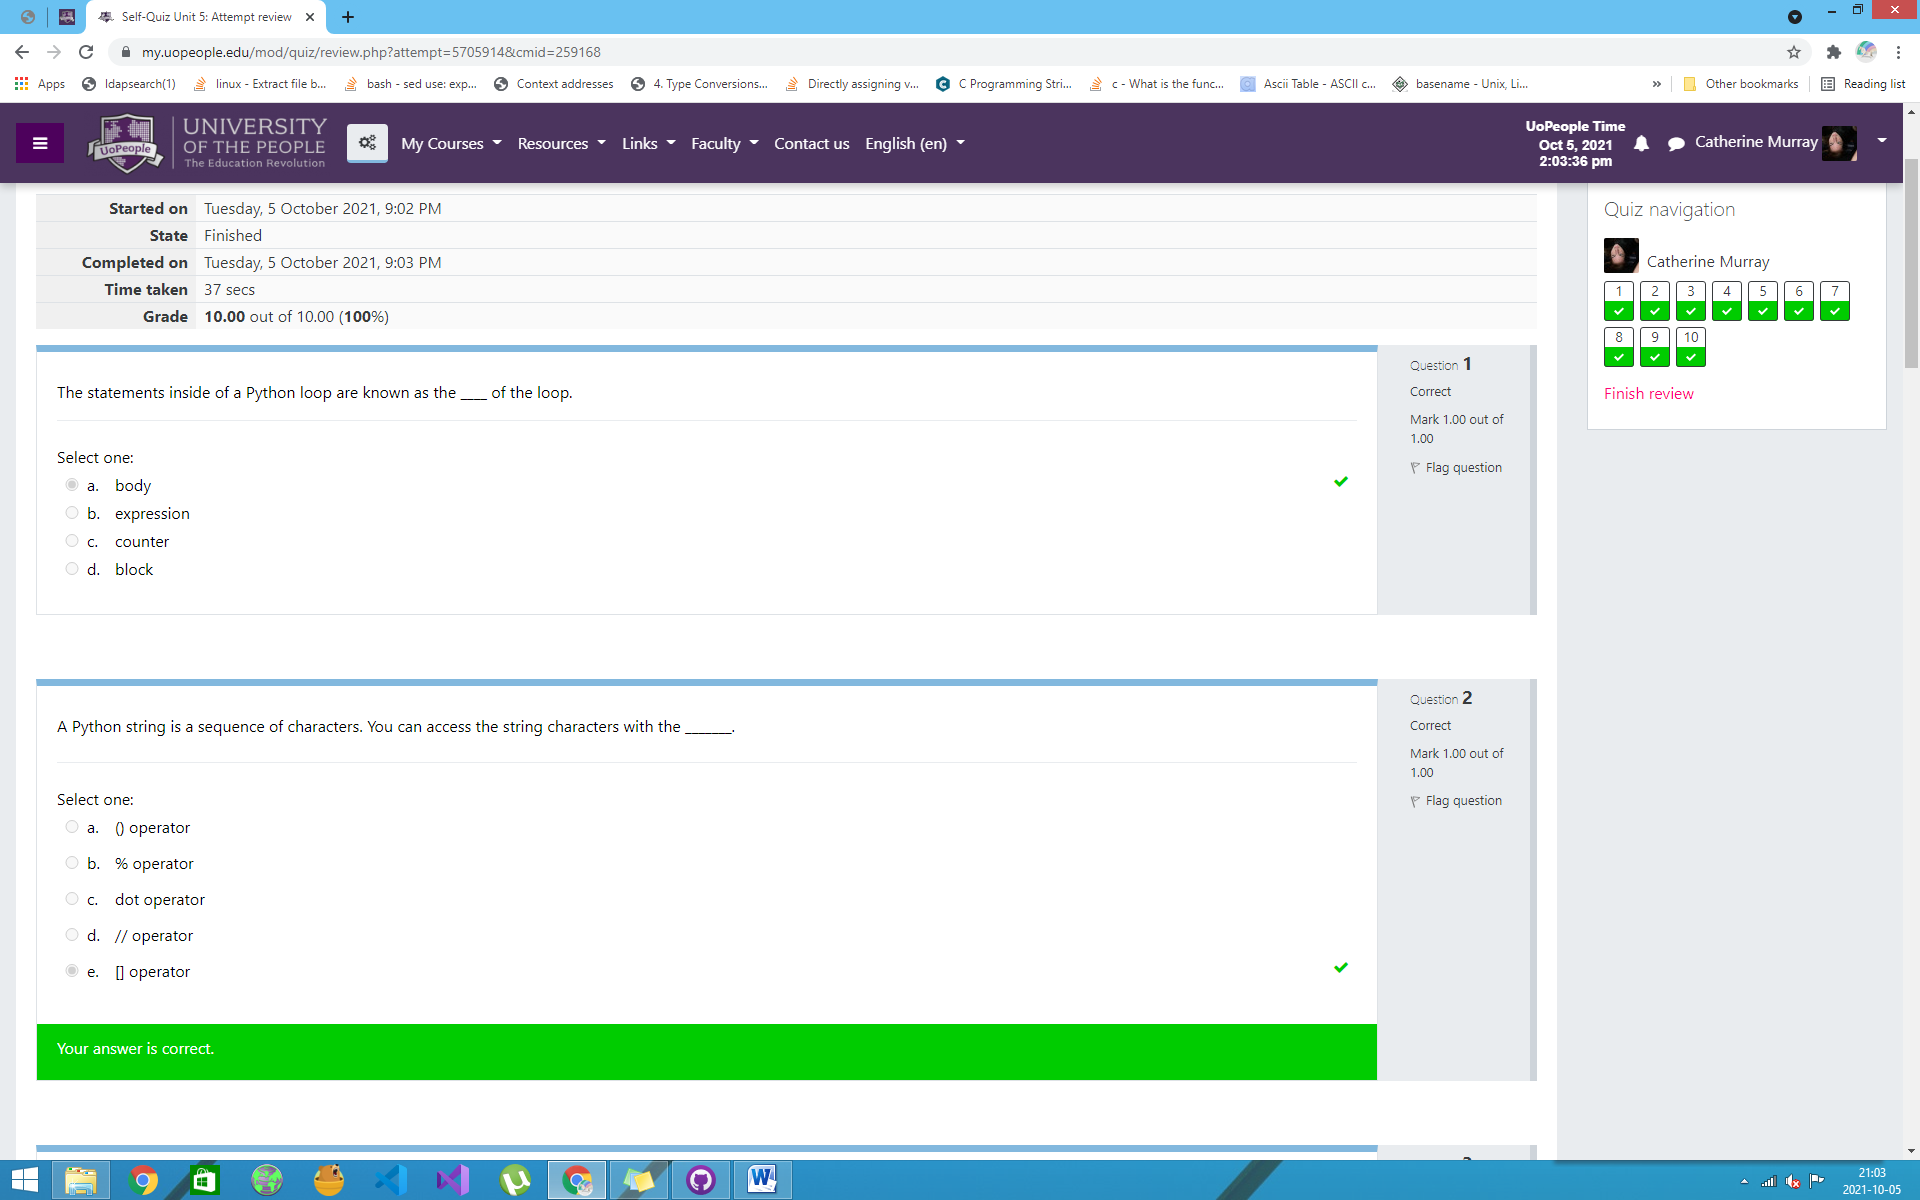 Self-Quiz Unit 5: Attempt review
my.uopeople.edu/mod/quiz/review.php?attempt=5705914&cmid=259168
Apps ldapsearch(1) linux - Extract file b... bash - sed use: exp... Context addresses 4. Type Conversions... Directly assigning v... C Programming Stri... c - What is the func... Ascii Table - ASCII c... basename - Unix, Li... » Other bookmarks Reading list
UoPeople
UNIVERSITY
OF THE PEOPLE
The Education Revolution
My Courses Resources Links Faculty Contact us English (en)
UoPeople Time
Oct 5, 2021
2:03:36 pm
Catherine Murray
Started on Tuesday, 5 October 2021, 9:02 PM
State Finished
Completed on Tuesday, 5 October 2021, 9:03 PM
Time taken 37 secs
Grade 10.00 out of 10.00 (100%)
Quiz navigation
Catherine Murray
1 2 3 4 5 6 7
8 9 10
Finish review
The statements inside of a Python loop are known as the ____ of the loop.
Select one:
a. body
b. expression
c. counter
d. block
Question 1
Correct
Mark 1.00 out of
1.00
Flag question
A Python string is a sequence of characters. You can access the string characters with the _______.
Select one:
a. () operator
b. % operator
c. dot operator
d. // operator
e. [] operator
Your answer is correct.
Question 2
Correct
Mark 1.00 out of
1.00
Flag question
21:03
2021-10-05